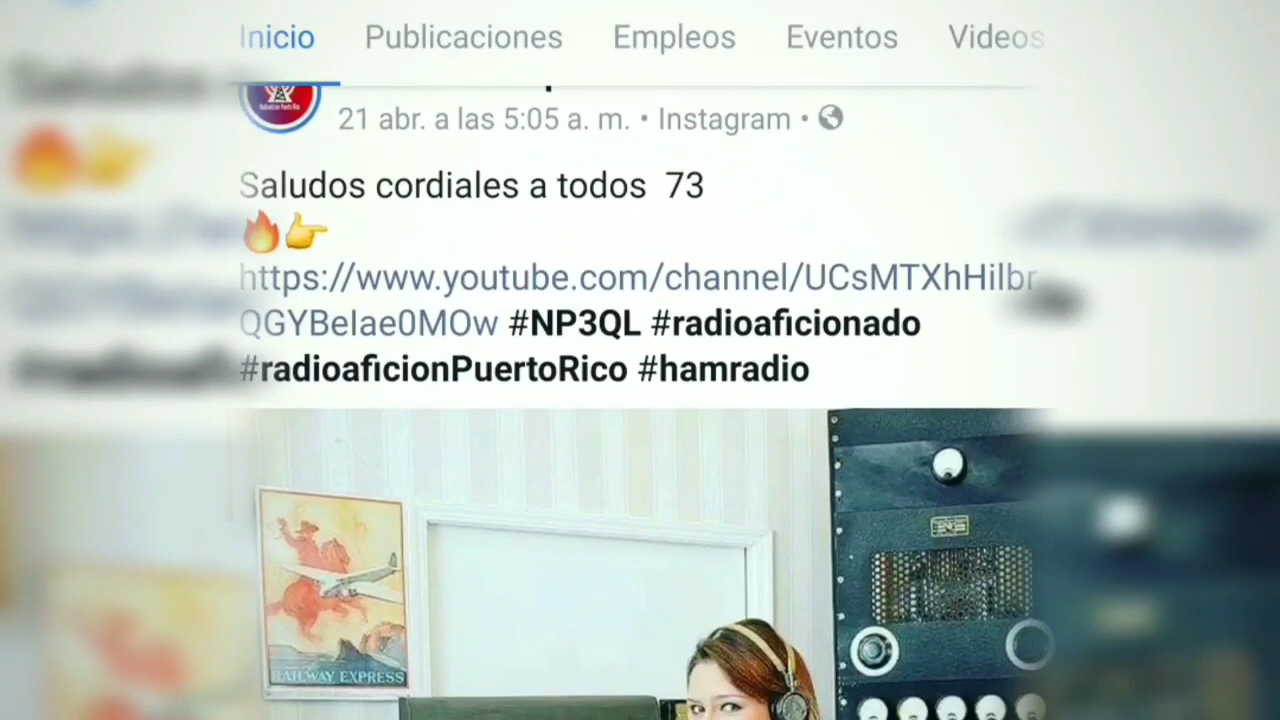 Inicio Publicaciones Empleos Eventos Videos
21 abr. a las 5:05 a. m. • Instagram •
Saludos cordiales a todos 73
🔥👉
https://www.youtube.com/channel/UCsMTXhHilbr
QGYBelae0MOw #NP3QL #radioaficionado
#radioaficionPuertoRico #hamradio
RAILWAY EXPRESS